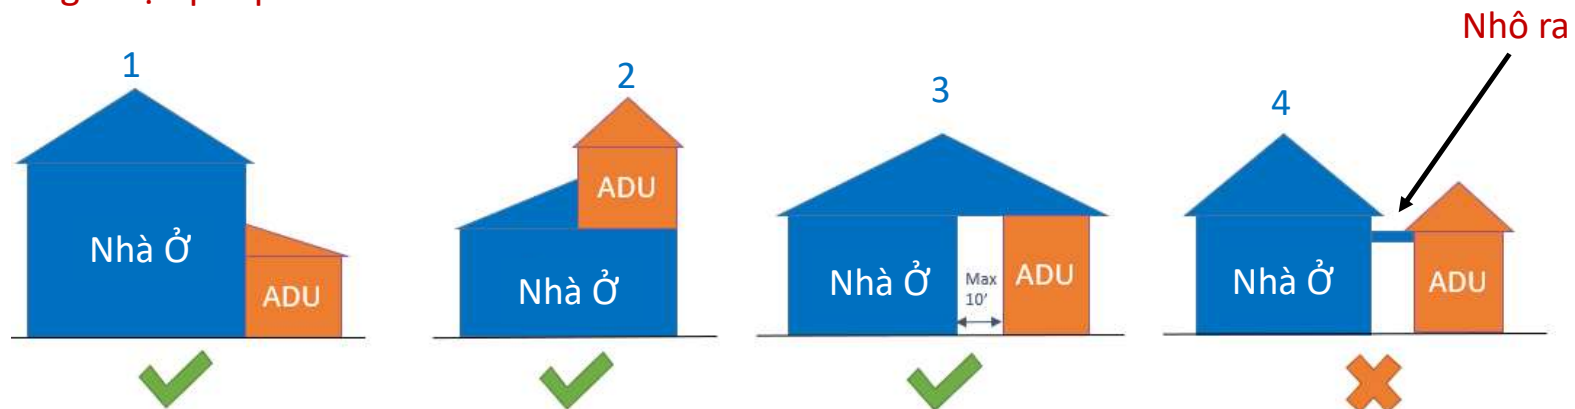 Nhô ra
1
2
3
4
Nhà Ở
ADU
ADU
Nhà Ở
Nhà Ở
Max
10'
ADU
Nhà Ở
ADU